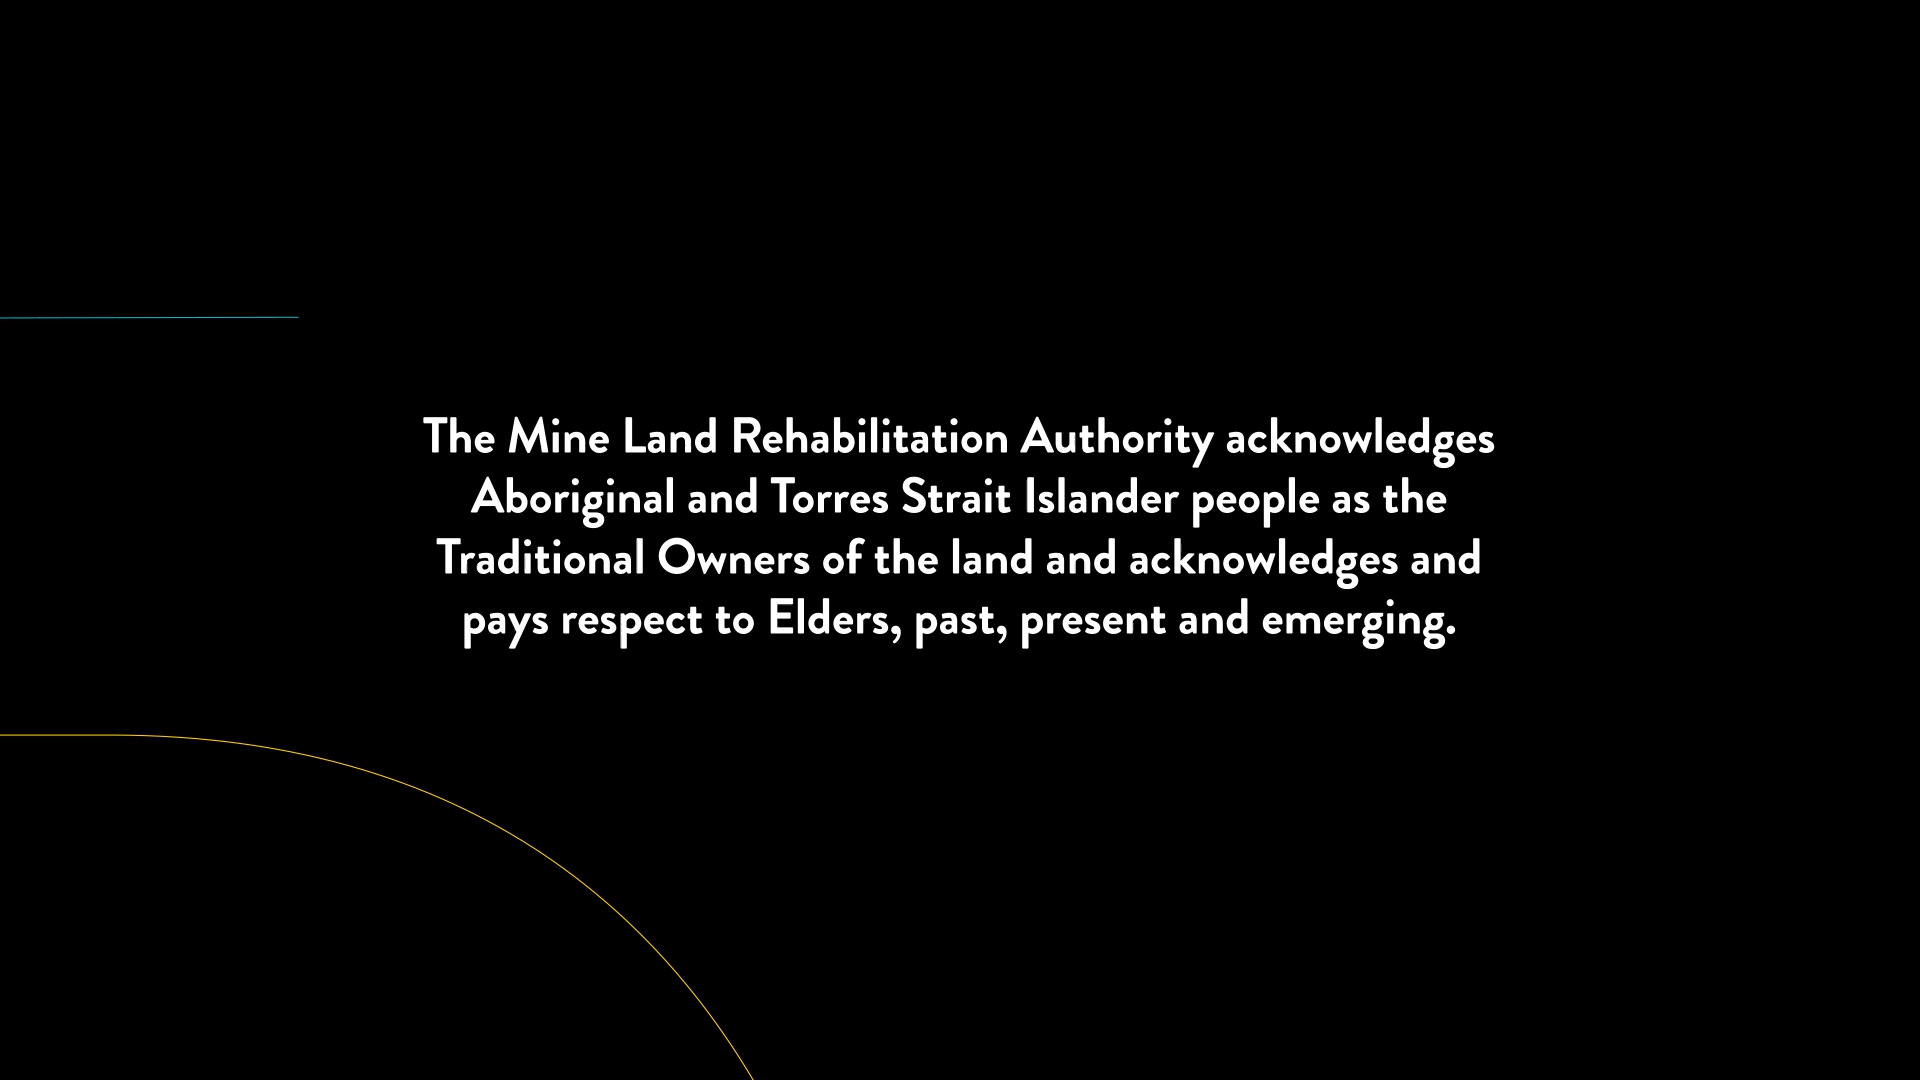 The Mine Land Rehabilitation Authority acknowledges
Aboriginal and Torres Strait Islander people as the
Traditional Owners of the land and acknowledges and
pays respect to Elders, past, present and emerging.